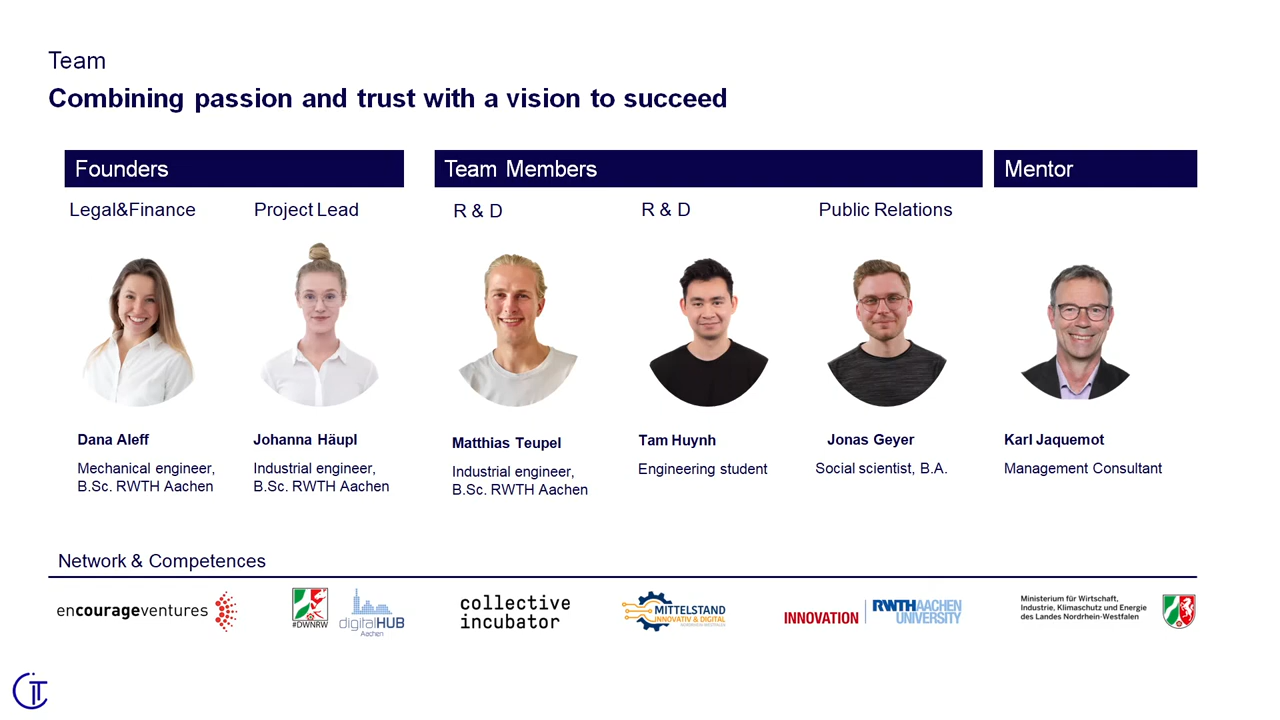 Team
Combining passion and trust with a vision to succeed
Founders
Team Members
Mentor
Legal&Finance
Project Lead
R & D
R & D
Public Relations
Dana Aleff
Mechanical engineer,
B.Sc. RWTH Aachen
Johanna Häupl
Industrial engineer,
B.Sc. RWTH Aachen
Matthias Teupel
Industrial engineer,
B.Sc. RWTH Aachen
Tam Huynh
Engineering student
Jonas Geyer
Social scientist, B.A.
Karl Jaquemot
Management Consultant
Network & Competences
encourageventures
#DWNRW
digitalHUB
Aachen
collective
incubator
MITTELSTAND
INNOVATIV & DIGITAL
NORDRHEIN-WESTFALEN
INNOVATION
RWTHAACHEN
UNIVERSITY
Ministerium für Wirtschaft,
Industrie, Klimaschutz und Energie
des Landes Nordrhein-Westfalen